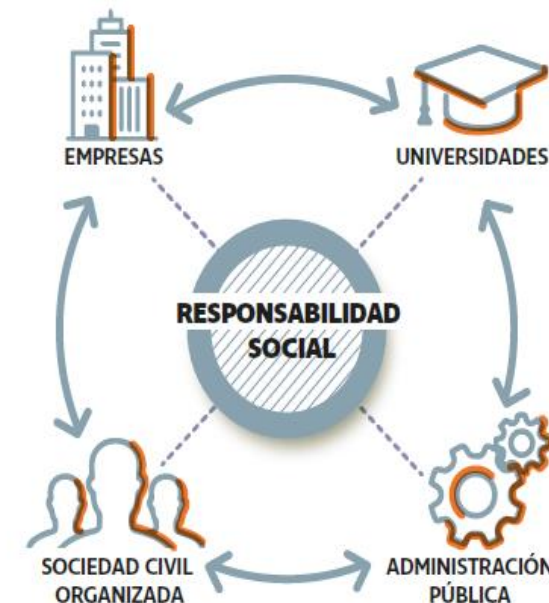 EMPRESAS
UNIVERSIDADES
RESPONSABILIDAD
SOCIAL
SOCIEDAD CIVIL
ORGANIZADA
ADMINISTRACIÓN
PÚBLICA